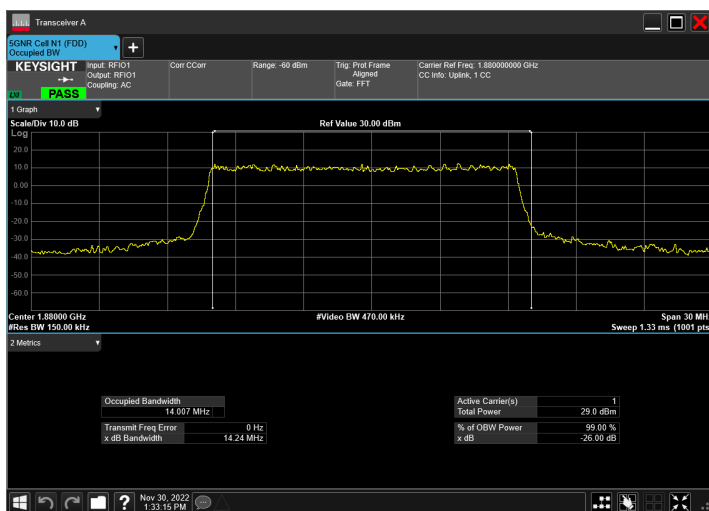 Transceiver A
5GNR Cell N1 (FDD)
Occupied BW
KEYSIGHT
Input: RFIO1
Output: RFIO1
Coupling: AC
Corr CCorr
Range: -60 dBm
Trig: Prot Frame
Aligned
Gate: FFT
Carrier Ref Freq: 1.880000000 GHz
CC Info: Uplink, 1 CC
PASS
1 Graph
Scale/Div 10.0 dB
Ref Value 30.00 dBm
Log
20.0
10.0
0.00
-10.0
-20.0
-30.0
-40.0
-50.0
-60.0
Center 1.88000 GHz
#Video BW 470.00 kHz
Span 30 MH
#Res BW 150.00 kHz
Sweep 1.33 ms (1001 pts
2 Metrics
Occupied Bandwidth
14.007 MHz
Transmit Freq Error 0 Hz
x dB Bandwidth 14.24 MHz
Active Carrier(s) 1
Total Power 29.0 dBm
% of OBW Power 99.00 %
x dB -26.00 dB
Nov 30, 2022
1:33:15 PM